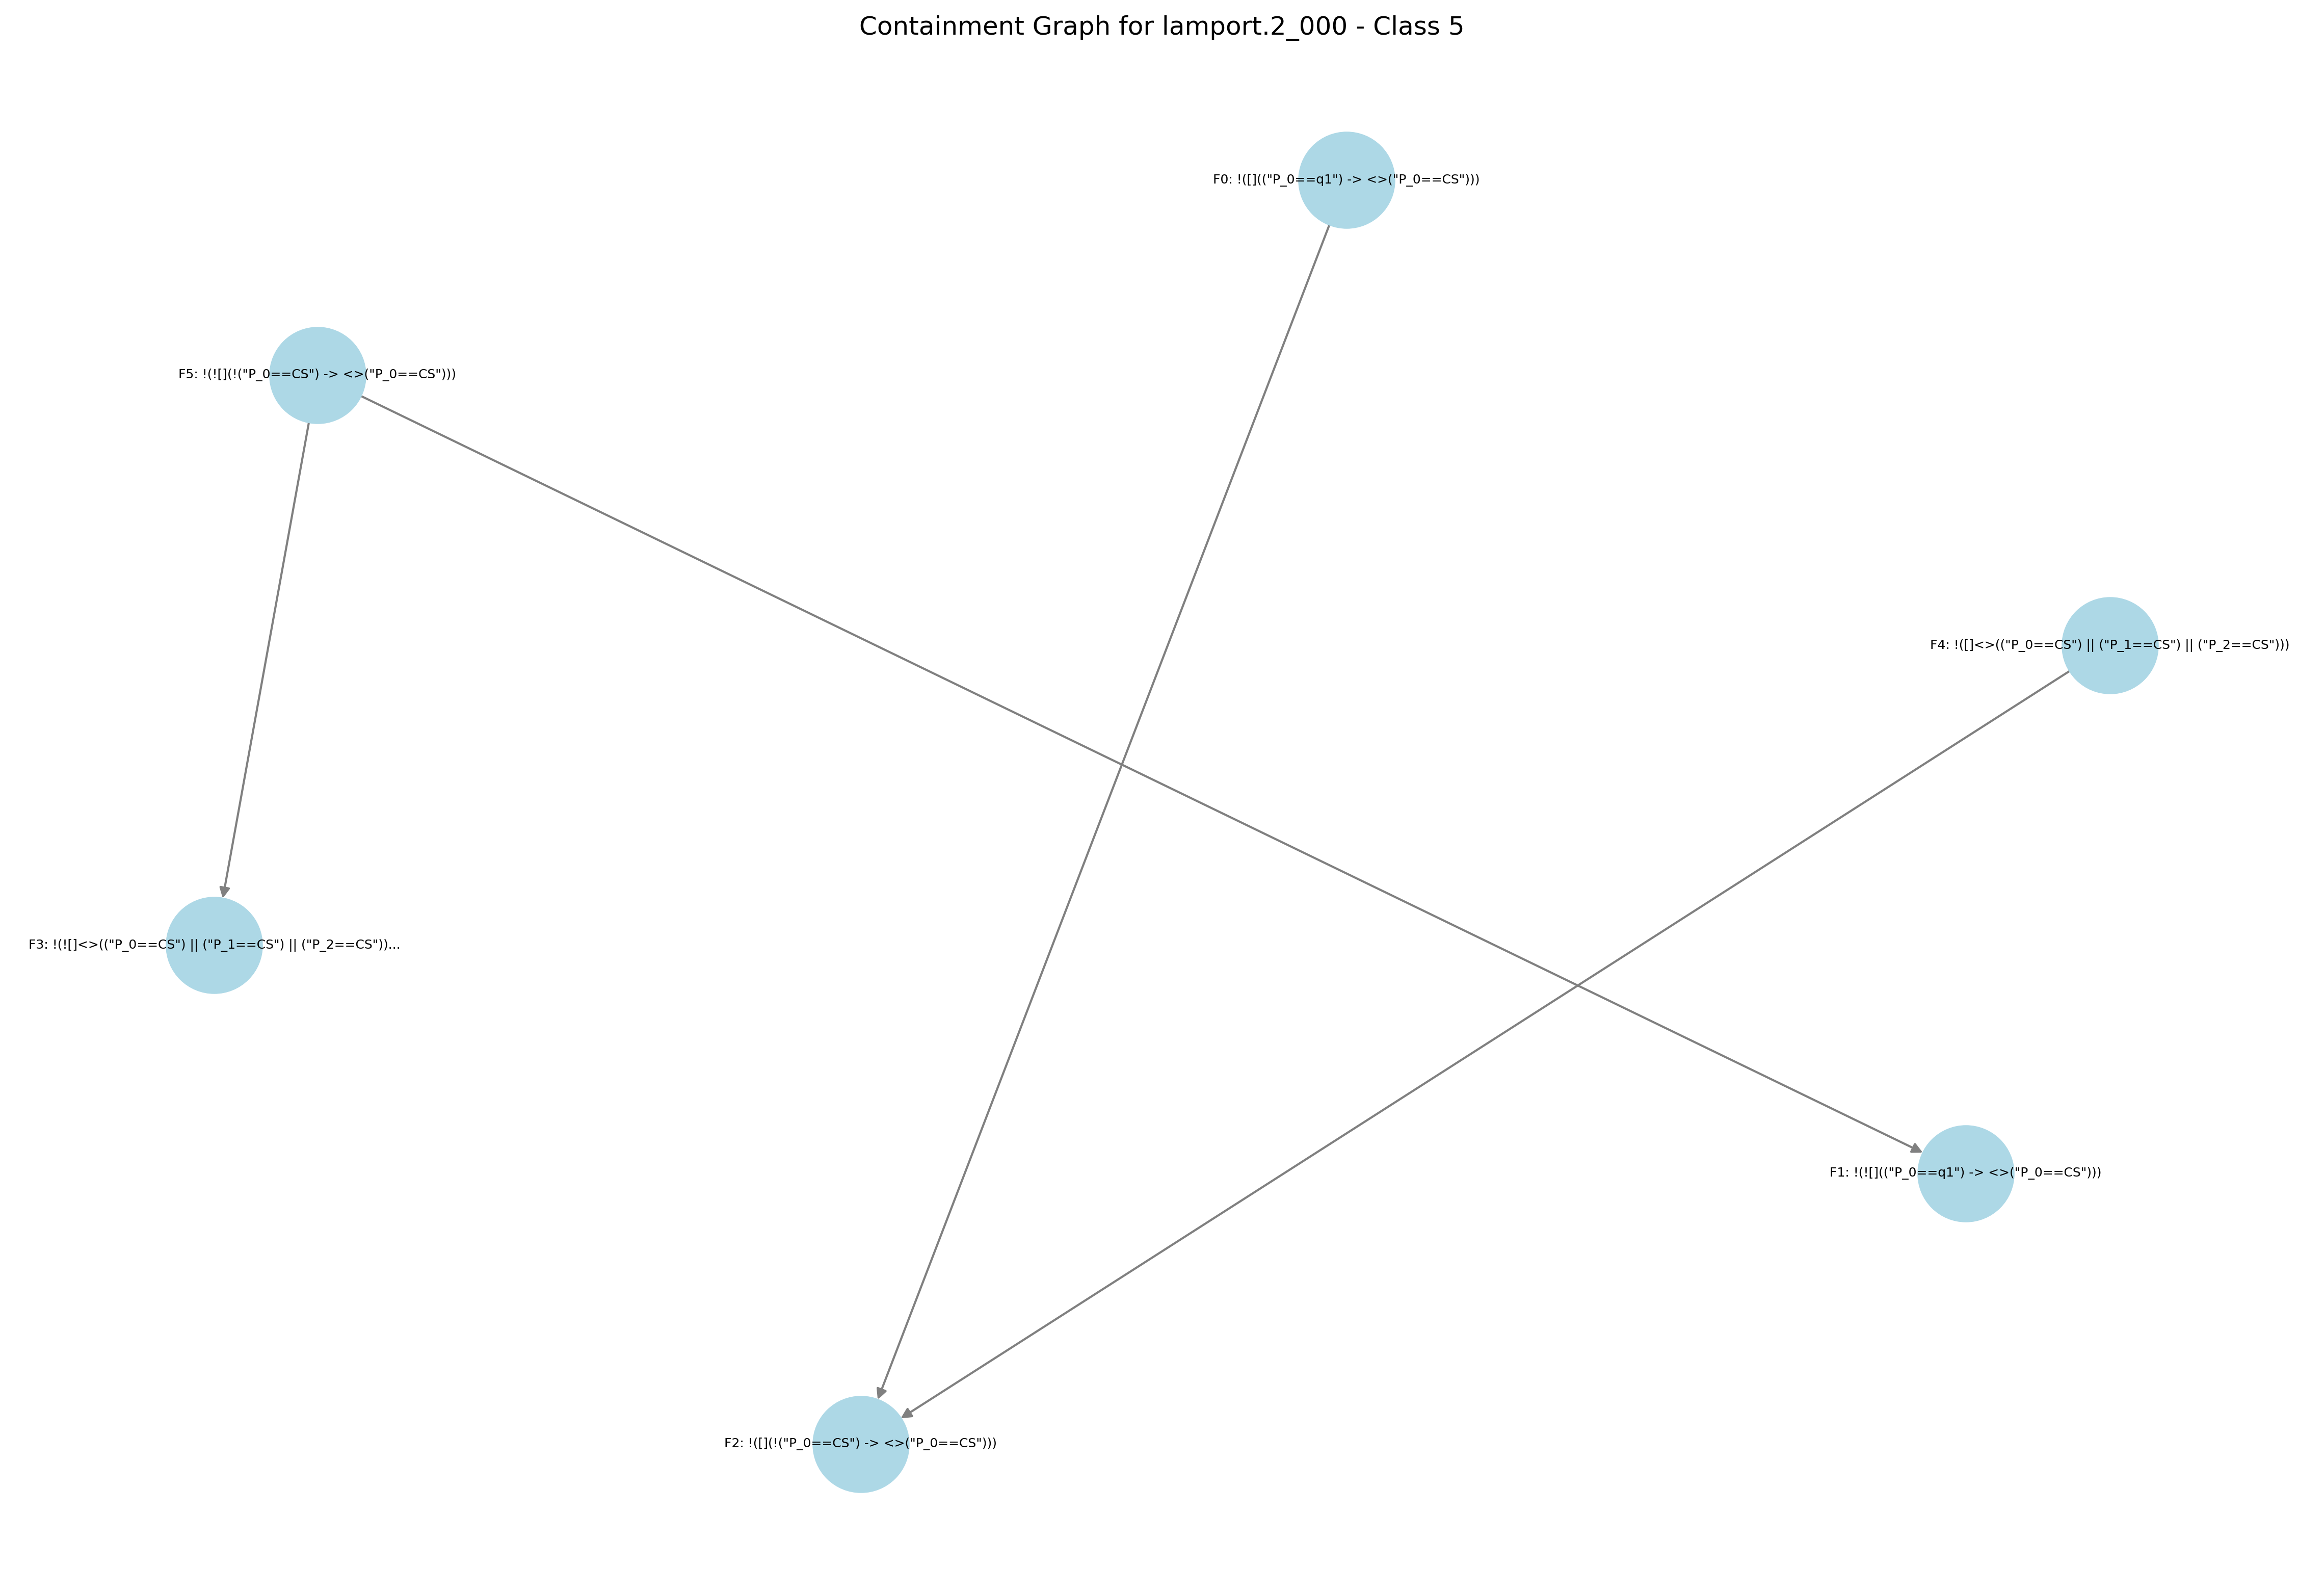 Containment Graph for lamport.2_000 - Class 5
F0: !([](("P_0==q1") -> <>("P_0==CS")))
F5: !(![](!("P_0==CS") -> <>("P_0==CS")))
F4: !([]<>(("P_0==CS") || ("P_1==CS") || ("P_2==CS")))
F3: !(![]<>(("P_0==CS") || ("P_1==CS") || ("P_2==CS"))...
F1: !(![](("P_0==q1") -> <>("P_0==CS")))
F2: !([](!("P_0==CS") -> <>("P_0==CS")))